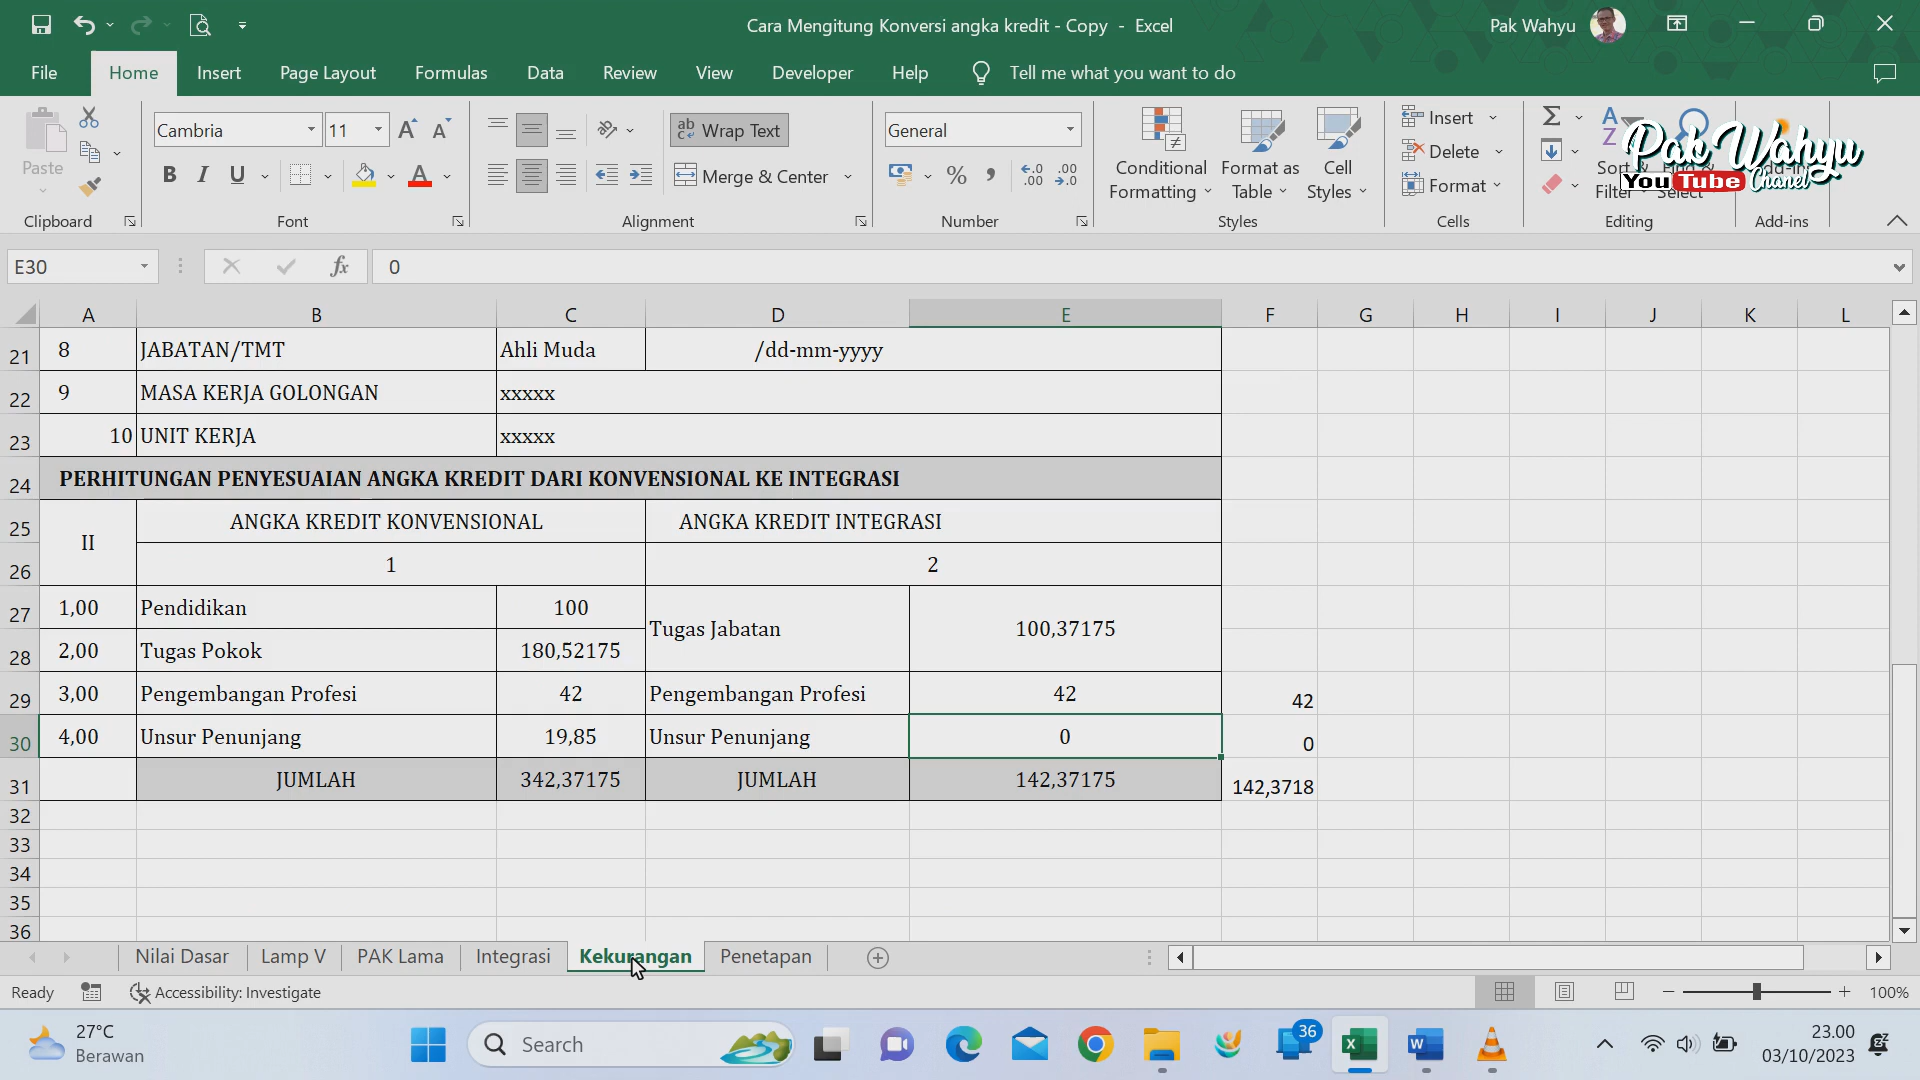 Cara Mengitung Konversi angka kredit - Copy - Excel
Pak Wahyu
File Home Insert Page Layout Formulas Data Review View Developer Help Tell me what you want to do
Paste
Clipboard
Cambria 11
B I U
Font
Wrap Text
Merge & Center
Alignment
General
Number
Conditional Formatting
Format as Table
Cell Styles
Styles
Insert
Delete
Format
Cells
Editing
Add-ins
Pak Wahyu
YouTube Chanel
E30
fx 0
A B C D E F G H I J K L
21 8 JABATAN/TMT Ahli Muda /dd-mm-yyyy
22 9 MASA KERJA GOLONGAN xxxxx
23 10 UNIT KERJA xxxxx
24 PERHITUNGAN PENYESUAIAN ANGKA KREDIT DARI KONVENSIONAL KE INTEGRASI
25 II ANGKA KREDIT KONVENSIONAL ANGKA KREDIT INTEGRASI
26 1 2
27 1,00 Pendidikan 100 Tugas Jabatan 100,37175
28 2,00 Tugas Pokok 180,52175
29 3,00 Pengembangan Profesi 42 Pengembangan Profesi 42 42
30 4,00 Unsur Penunjang 19,85 Unsur Penunjang 0 0
31 JUMLAH 342,37175 JUMLAH 142,37175 142,3718
32
33
34
35
36
Nilai Dasar Lamp V PAK Lama Integrasi Kekurangan Penetapan
Ready Accessibility: Investigate 100%
27°C
Berawan
Search
36
23.00
03/10/2023